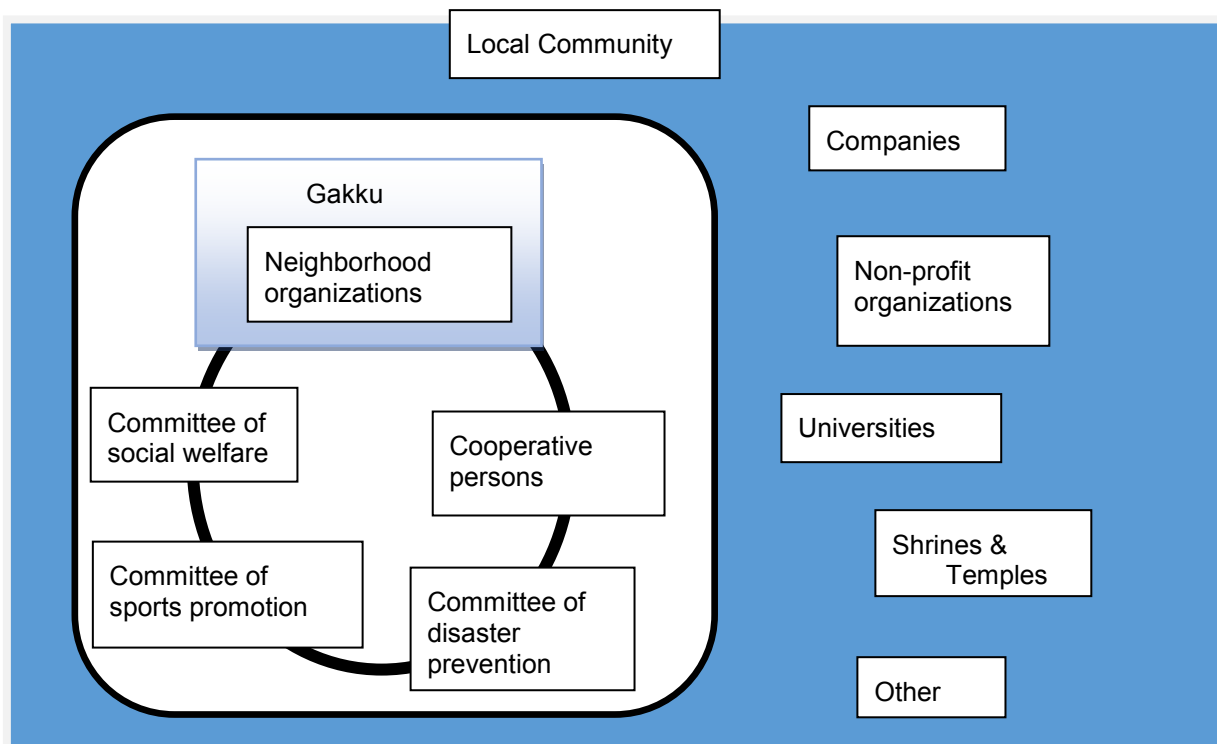 Local Community
Gakku
Neighborhood
organizations
Committee of
social welfare
Cooperative
persons
Committee of
sports promotion
Committee of
disaster
prevention
Companies
Non-profit
organizations
Universities
Shrines &
Temples
Other